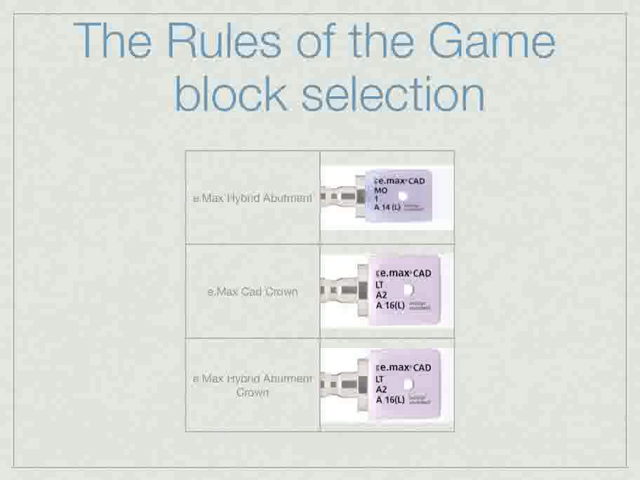 The Rules of the Game
block selection
e.Max Hybrid Abutment
e.max CAD
MO
1
A 14 (L)
e.Max Cad Crown
e.max CAD
LT
A2
A 16(L)
e.Max Hybrid Abutment
Crown
e.max CAD
LT
A2
A 16(L)